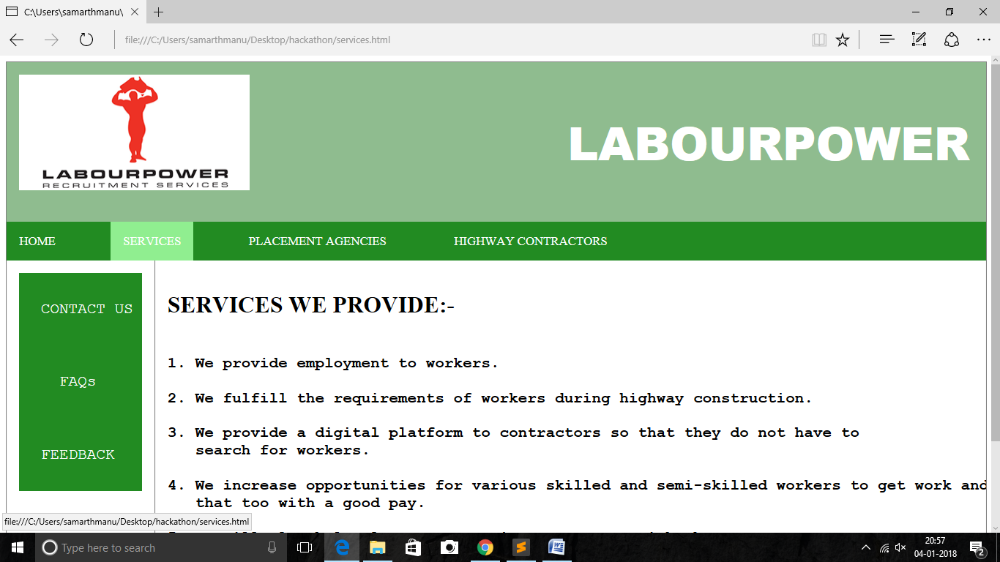 C:\Users\samarthmanu\
file:///C:/Users/samarthmanu/Desktop/hackathon/services.html
LABOURPOWER
RECRUITMENT SERVICES
LABOURPOWER
HOME SERVICES PLACEMENT AGENCIES HIGHWAY CONTRACTORS
CONTACT US
FAQs
FEEDBACK
SERVICES WE PROVIDE:-
1. We provide employment to workers.
2. We fulfill the requirements of workers during highway construction.
3. We provide a digital platform to contractors so that they do not have to
search for workers.
4. We increase opportunities for various skilled and semi-skilled workers to get work and
that too with a good pay.
file:///C:/Users/samarthmanu/Desktop/hackathon/services.html
Type here to search
20:57
04-01-2018
2